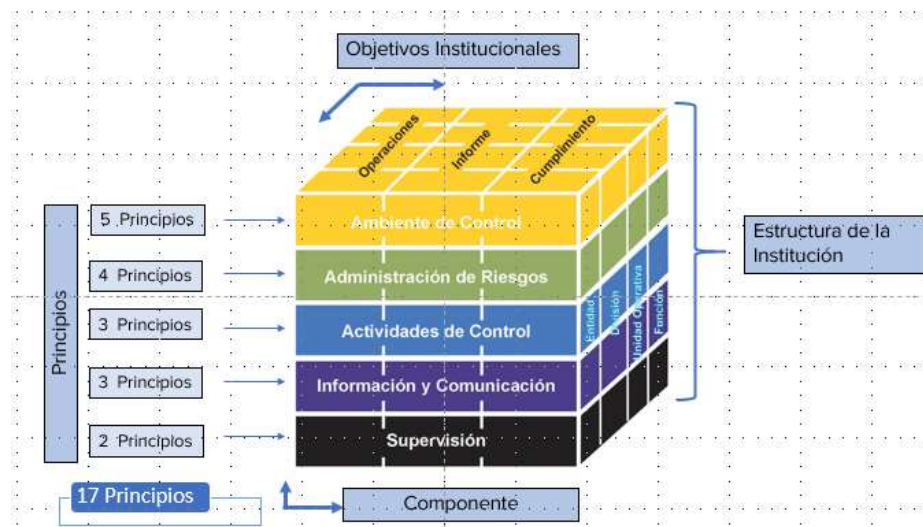 Objetivos Institucionales
Operaciones
Informe
Cumplimiento
Principios
5 Principios
Ambiente de Control
4 Principios
Administración de Riesgos
3 Principios
Actividades de Control
3 Principios
Información y Comunicación
2 Principios
Supervisión
Entidad
División
Unidad Operativa
Función
Estructura de la
Institución
17 Principios
Componente